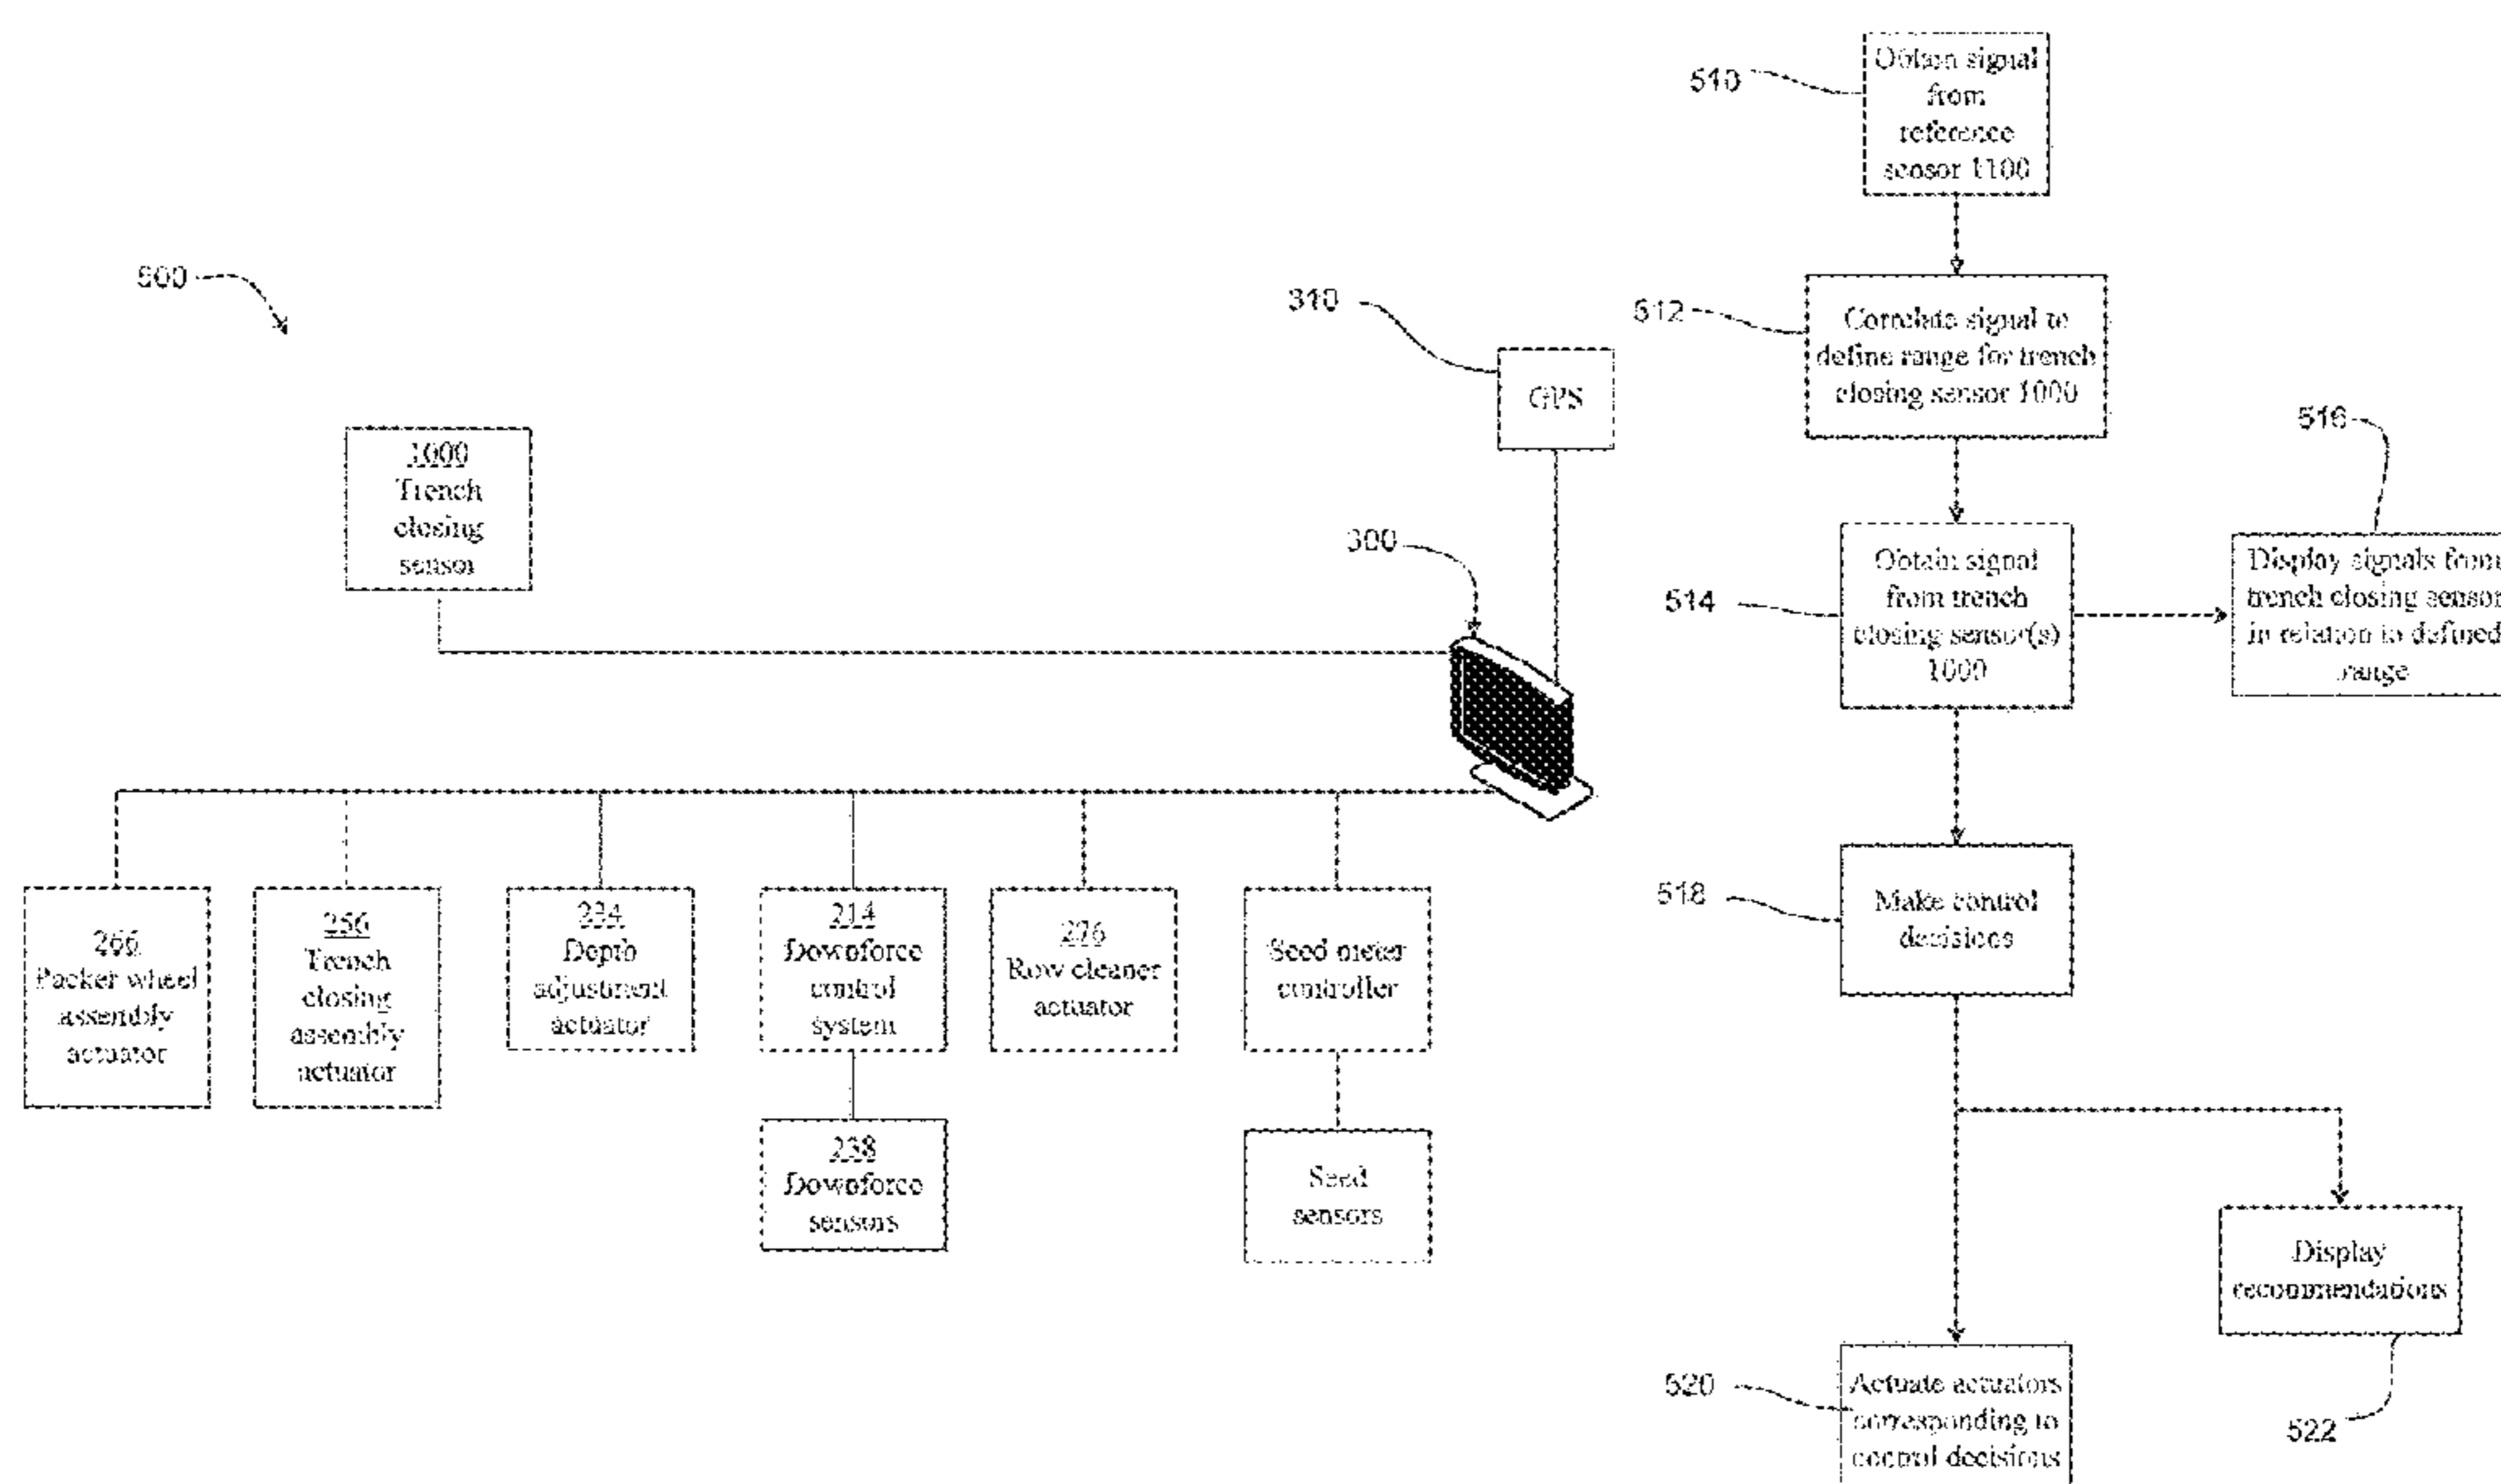 500
1000
Trench
closing
sensor
310
GPS
300
266
Packer wheel
assembly
actuator
256
Trench
closing
assembly
actuator
234
Depth
adjustment
actuator
214
Downforce
control
system
276
Row cleaner
actuator
Seed meter
controller
238
Downforce
sensors
Seed
sensors
510
Obtain signal
from
reference
sensor 1100
512
Correlate signal to
define range for trench
closing sensor 1000
514
Obtain signal
from trench
closing sensor(s)
1000
516
Display signals from
trench closing sensor
in relation to defined
range
518
Make control
decisions
Display
recommendations
522
520
Actuate actuators
corresponding to
control decisions